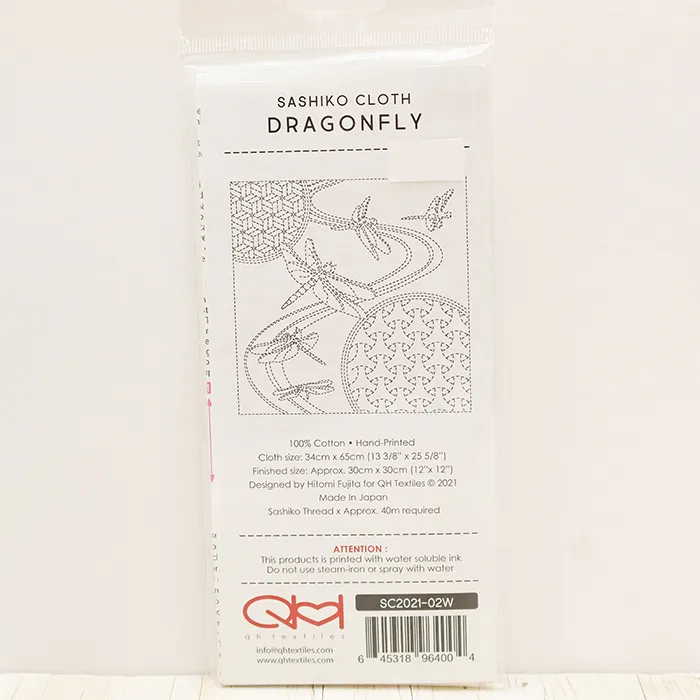 SASHIKO CLOTH
DRAGONFLY
100% Cotton • Hand-Printed
Cloth size: 34cm x 65cm (13 3/8" x 25 5/8")
Finished size: Approx. 30cm x 30cm (12"x 12")
Designed by Hitomi Fujita for QH Textiles © 2021
Made In Japan
Sashiko Thread x Approx. 40m required
ATTENTION :
This products is printed with water soluble ink
Do not use steam-iron or spray with water
QH
qh textiles
info@qhtextiles.com
www.qhtextiles.com
SC2021-02W
6 45318 96400 4